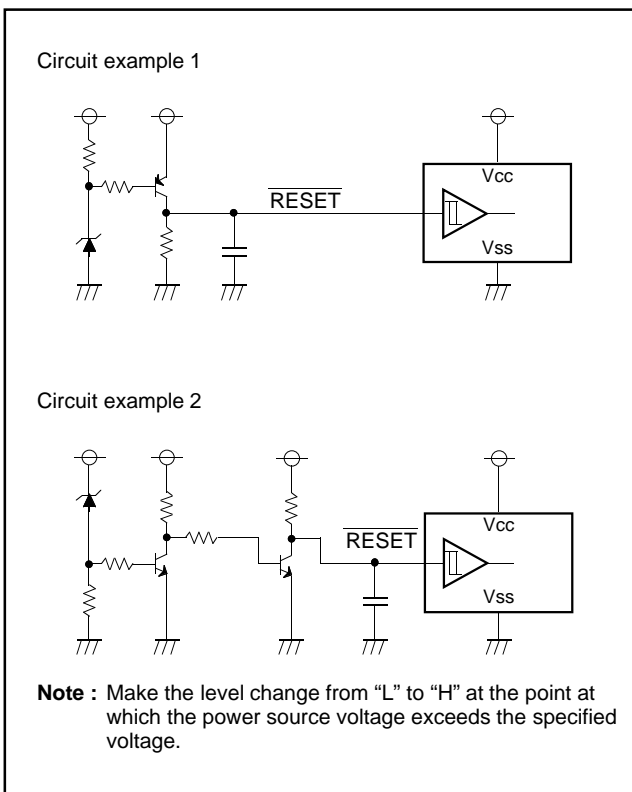 Circuit example 1
RESET
Vcc
Vss
Circuit example 2
RESET
Vcc
Vss
Note : Make the level change from “L” to “H” at the point at
which the power source voltage exceeds the specified
voltage.